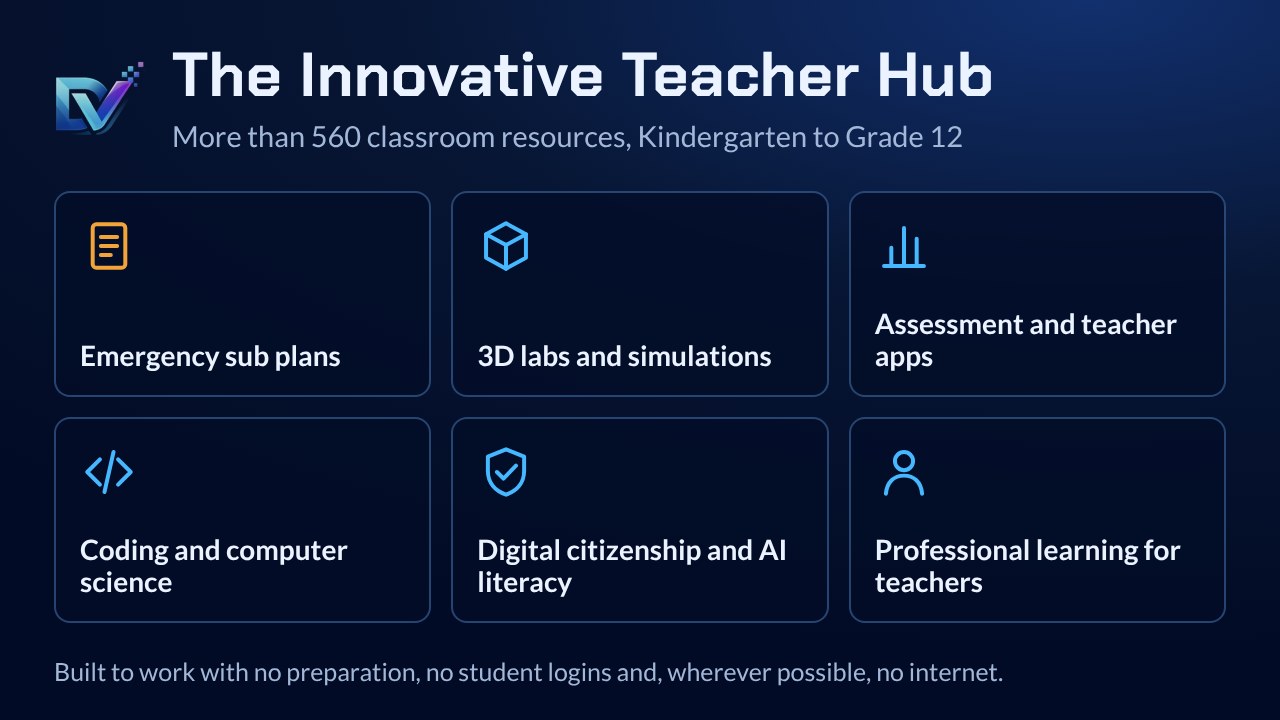 The Innovative Teacher Hub
More than 560 classroom resources, Kindergarten to Grade 12
Emergency sub plans
3D labs and simulations
Assessment and teacher
apps
Coding and computer
science
Digital citizenship and AI
literacy
Professional learning for
teachers
Built to work with no preparation, no student logins and, wherever possible, no internet.